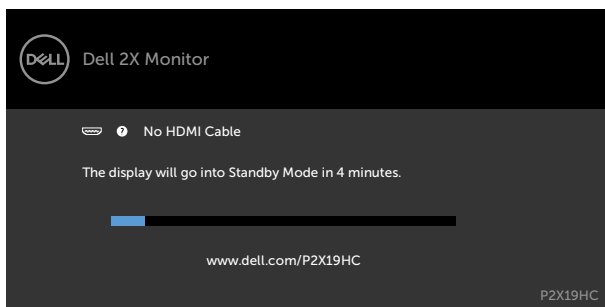 DELL
Dell 2X Monitor
? No HDMI Cable
The display will go into Standby Mode in 4 minutes.
www.dell.com/P2X19HC
P2X19HC